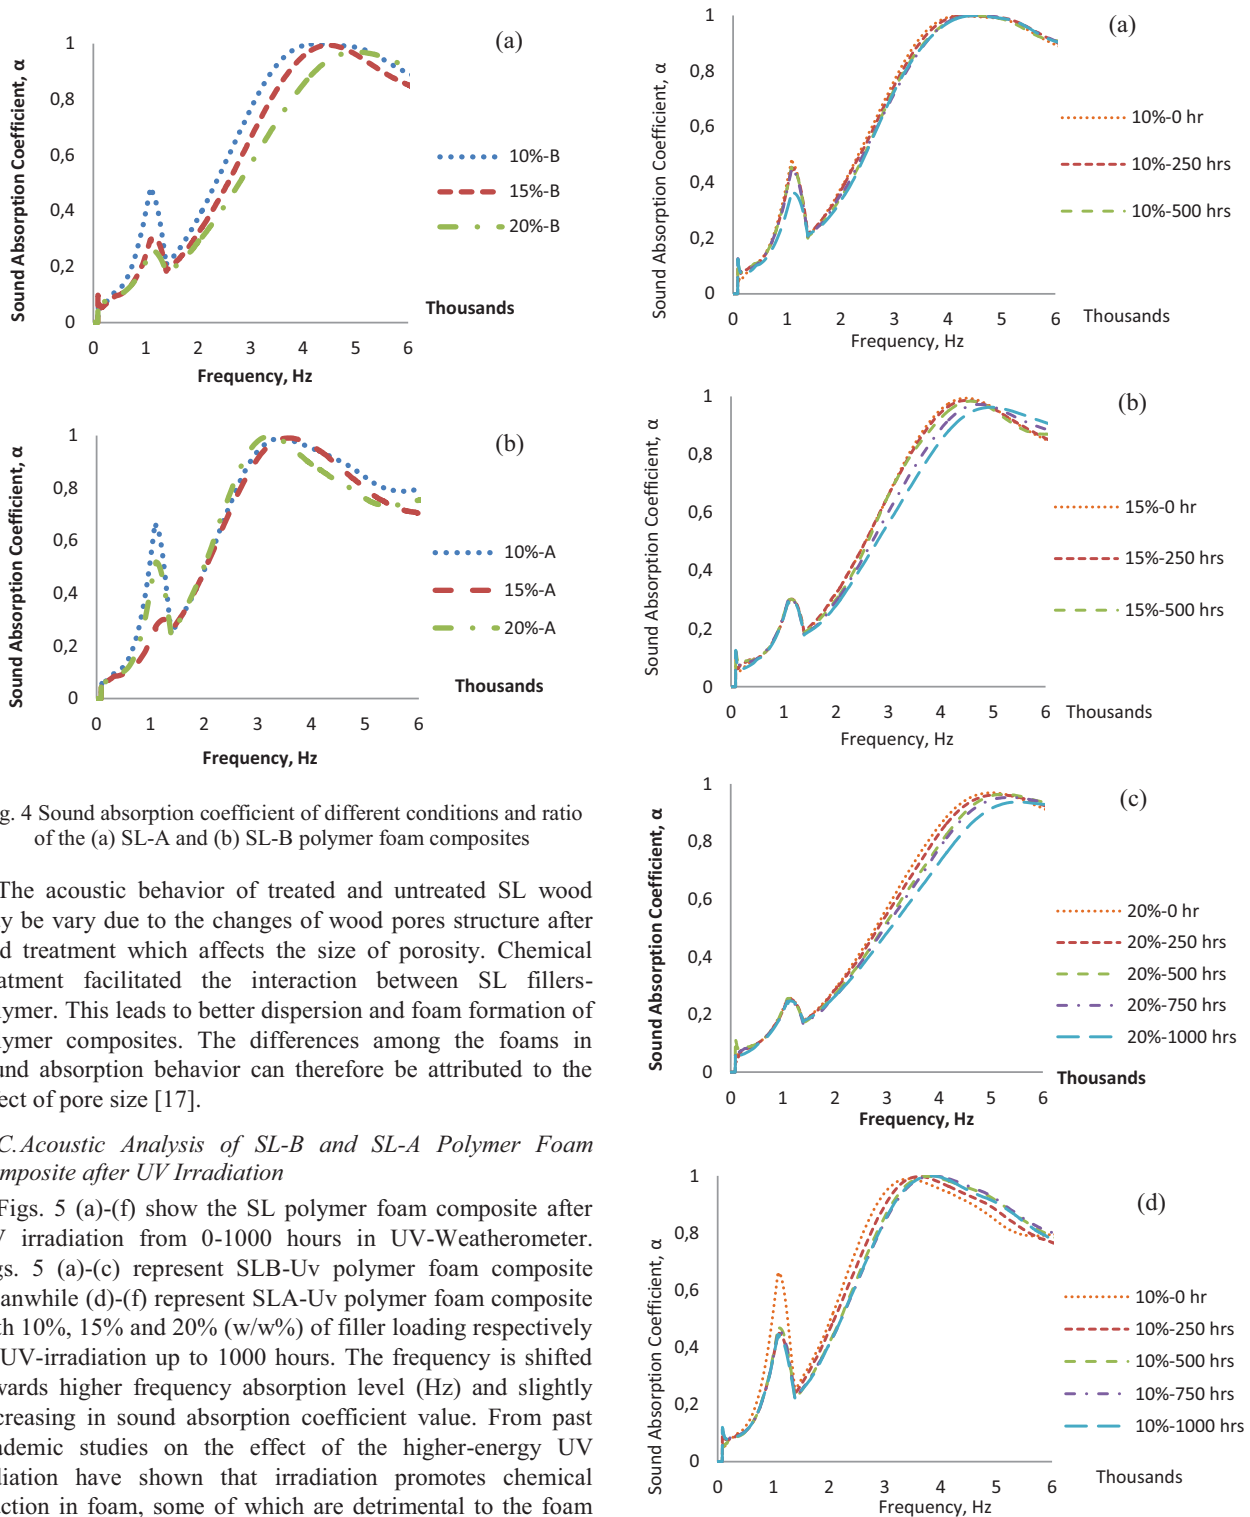 (a)
1
0,8
0,6
0,4
0,2
0
Sound Absorption Coefficient, α
10%-B
15%-B
20%-B
Thousands
0 1 2 3 4 5 6
Frequency, Hz
(b)
1
0,8
0,6
0,4
0,2
0
Sound Absorption Coefficient, α
10%-A
15%-A
20%-A
Thousands
0 1 2 3 4 5 6
Frequency, Hz
g. 4 Sound absorption coefficient of different conditions and ratio
of the (a) SL-A and (b) SL-B polymer foam composites
The acoustic behavior of treated and untreated SL wood
y be vary due to the changes of wood pores structure after
d treatment which affects the size of porosity. Chemical
atment facilitated the interaction between SL fillers-
lymer. This leads to better dispersion and foam formation of
lymer composites. The differences among the foams in
und absorption behavior can therefore be attributed to the
ect of pore size [17].
C. Acoustic Analysis of SL-B and SL-A Polymer Foam
mposite after UV Irradiation
Figs. 5 (a)-(f) show the SL polymer foam composite after
V irradiation from 0-1000 hours in UV-Weatherometer.
gs. 5 (a)-(c) represent SLB-Uv polymer foam composite
eanwhile (d)-(f) represent SLA-Uv polymer foam composite
th 10%, 15% and 20% (w/w%) of filler loading respectively
UV-irradiation up to 1000 hours. The frequency is shifted
wards higher frequency absorption level (Hz) and slightly
creasing in sound absorption coefficient value. From past
ademic studies on the effect of the higher-energy UV
diation have shown that irradiation promotes chemical
action in foam, some of which are detrimental to the foam
(a)
1
0,8
0,6
0,4
0,2
0
Sound Absorption Coefficient, α
10%-0 hr
10%-250 hrs
10%-500 hrs
0 1 2 3 4 5 6
Thousands
Frequency, Hz
(b)
1
0,8
0,6
0,4
0,2
0
Sound Absorption Coefficient, α
15%-0 hr
15%-250 hrs
15%-500 hrs
0 1 2 3 4 5 6
Thousands
Frequency, Hz
(c)
1
0,8
0,6
0,4
0,2
0
Sound Absorption Coefficient, α
20%-0 hr
20%-250 hrs
20%-500 hrs
20%-750 hrs
20%-1000 hrs
Thousands
0 1 2 3 4 5 6
Frequency, Hz
(d)
1
0,8
0,6
0,4
0,2
0
Sound Absorption Coefficient, α
10%-0 hr
10%-250 hrs
10%-500 hrs
10%-750 hrs
10%-1000 hrs
Thousands
0 1 2 3 4 5 6
Frequency, Hz